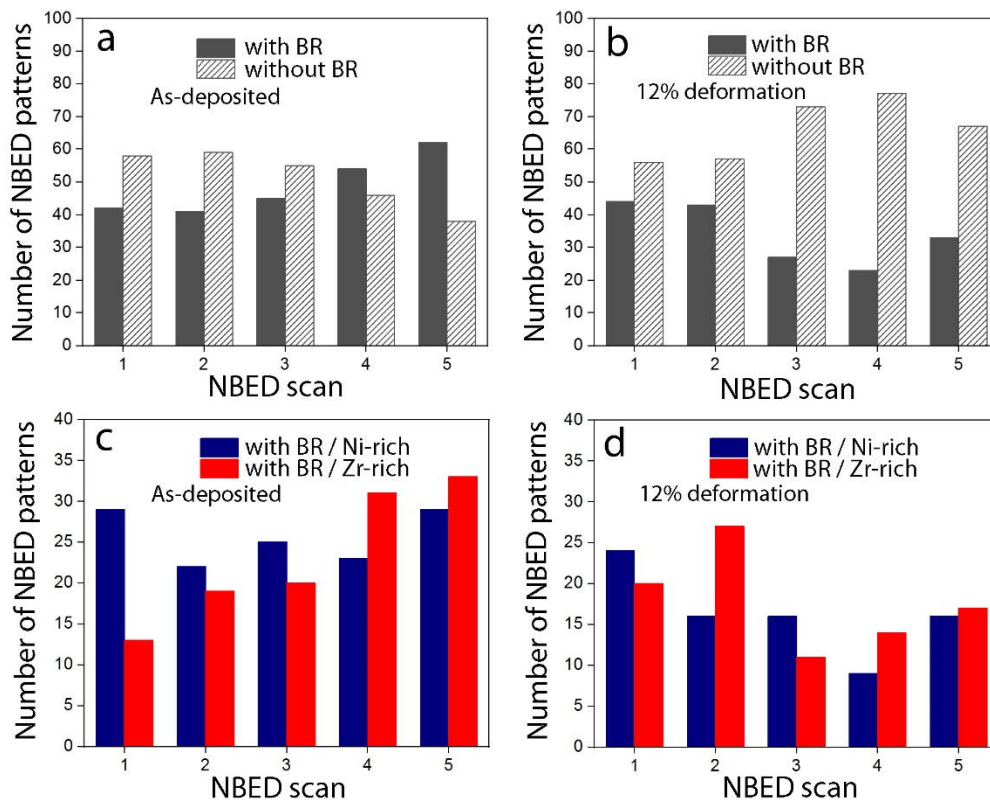 a
with BR
without BR
As-deposited
Number of NBED patterns
100
90
80
70
60
50
40
30
20
10
0
1 2 3 4 5
NBED scan
b
with BR
without BR
12% deformation
Number of NBED patterns
100
90
80
70
60
50
40
30
20
10
0
1 2 3 4 5
NBED scan
c
with BR / Ni-rich
with BR / Zr-rich
As-deposited
Number of NBED patterns
40
35
30
25
20
15
10
5
0
1 2 3 4 5
NBED scan
d
with BR / Ni-rich
with BR / Zr-rich
12% deformation
Number of NBED patterns
40
35
30
25
20
15
10
5
0
1 2 3 4 5
NBED scan